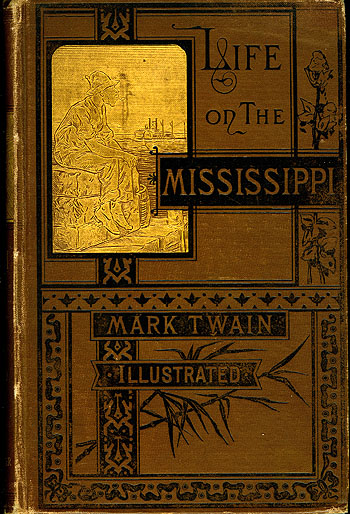 LIFE
ON THE
MISSISSIPPI
MARK TWAIN
ILLUSTRATED